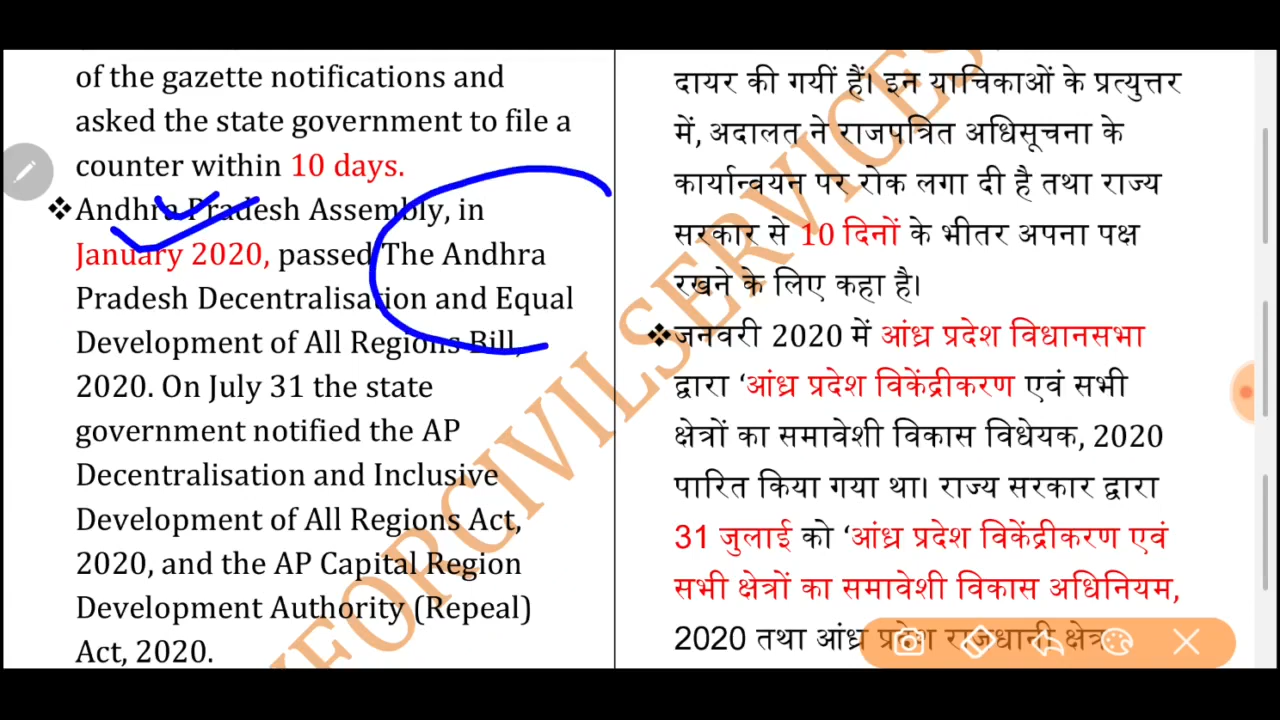 of the gazette notifications and
asked the state government to file a
counter within 10 days.
❖Andhra Pradesh Assembly, in
January 2020, passed The Andhra
Pradesh Decentralisation and Equal
Development of All Regions Bill,
2020. On July 31 the state
government notified the AP
Decentralisation and Inclusive
Development of All Regions Act,
2020, and the AP Capital Region
Development Authority (Repeal)
Act, 2020.
दायर की गयीं हैं। इन याचिकाओं के प्रत्युत्तर
में, अदालत ने राजपत्रित अधिसूचना के
कार्यान्वयन पर रोक लगा दी है तथा राज्य
सरकार से 10 दिनों के भीतर अपना पक्ष
रखने के लिए कहा है।
❖जनवरी 2020 में आंध्र प्रदेश विधानसभा
द्वारा ‘आंध्र प्रदेश विकेंद्रीकरण एवं सभी
क्षेत्रों का समावेशी विकास विधेयक, 2020
पारित किया गया था। राज्य सरकार द्वारा
31 जुलाई को ‘आंध्र प्रदेश विकेंद्रीकरण एवं
सभी क्षेत्रों का समावेशी विकास अधिनियम,
2020 तथा आंध्र प्रदेश राजधानी क्षेत्र
FORCIVILSERVICES